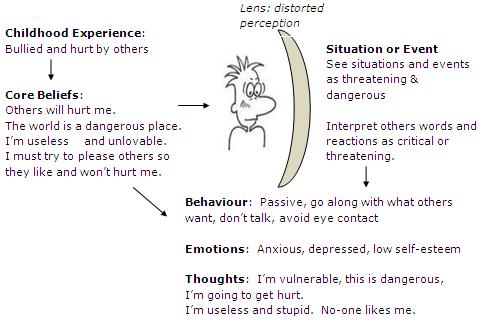 Lens: distorted
perception
Childhood Experience:
Bullied and hurt by others
Core Beliefs:
Others will hurt me.
The world is a dangerous place.
I'm useless and unlovable.
I must try to please others so
they like and won't hurt me.
Situation or Event
See situations and events
as threatening &
dangerous
Interpret others words and
reactions as critical or
threatening.
Behaviour: Passive, go along with what others
want, don't talk, avoid eye contact
Emotions: Anxious, depressed, low self-esteem
Thoughts: I'm vulnerable, this is dangerous,
I'm going to get hurt.
I'm useless and stupid. No-one likes me.